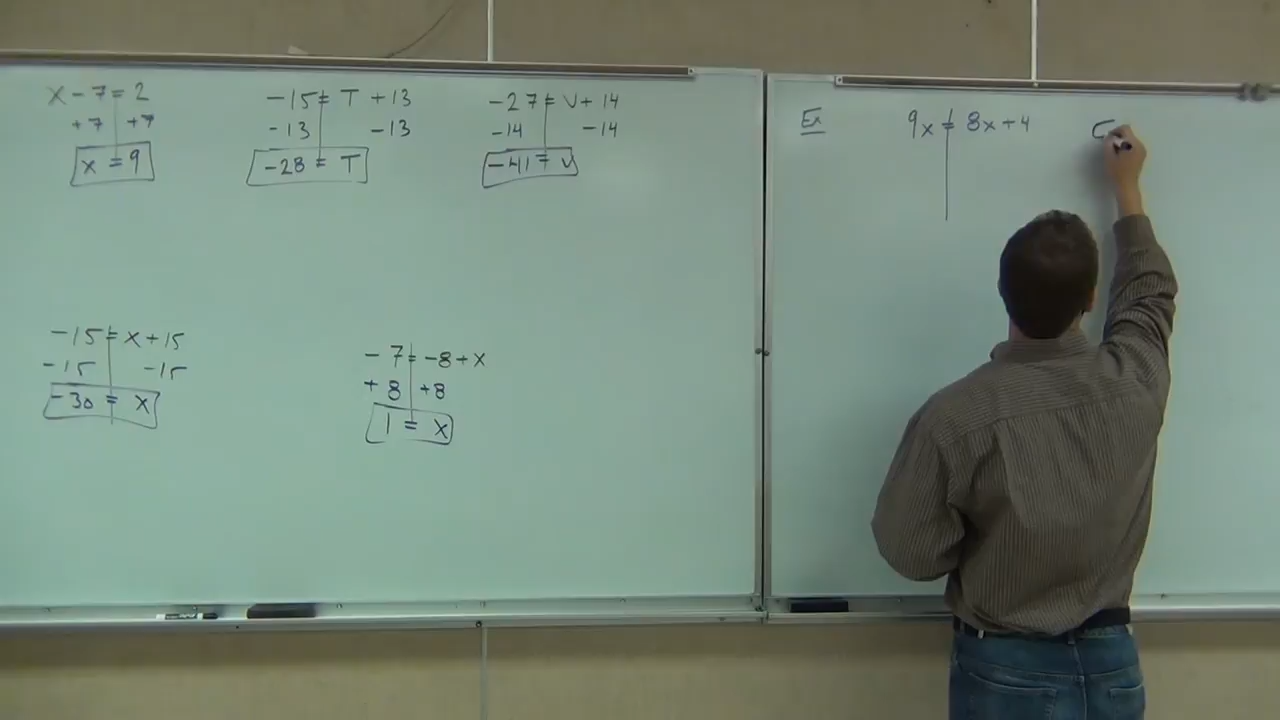 x - 7 = 2
+7 +7
x = 9
-15 = T + 13
-13 -13
-28 = T
-27 = V + 14
-14 -14
-41 = V
-15 = x + 15
-15 -15
-30 = x
-7 = -8 + x
+8 +8
1 = x
Ex 9x = 8x + 4